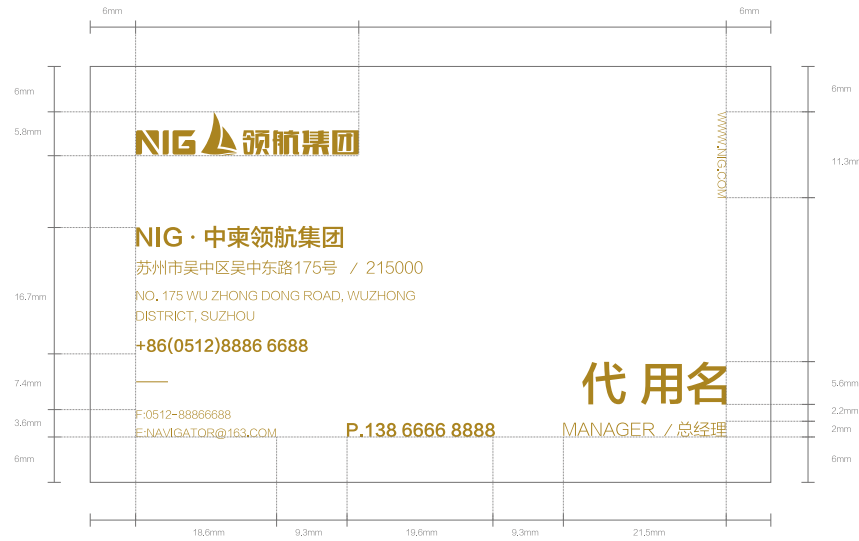 6mm
6mm
6mm
6mm
5.8mm
NIG 领航集团
WWW.NIG.COM
11.3mm
NIG · 中柬领航集团
苏州市吴中区吴中东路175号 / 215000
16.7mm
NO. 175 WU ZHONG DONG ROAD, WUZHONG
DISTRICT, SUZHOU
+86(0512)8886 6688
7.4mm
代 用名
5.6mm
2.2mm
F:0512-88866688
3.6mm
E:NAVIGATOR@163.COM
P.138 6666 8888
MANAGER / 总经理
2mm
6mm
6mm
18.6mm
9.3mm
19.6mm
9.3mm
21.5mm